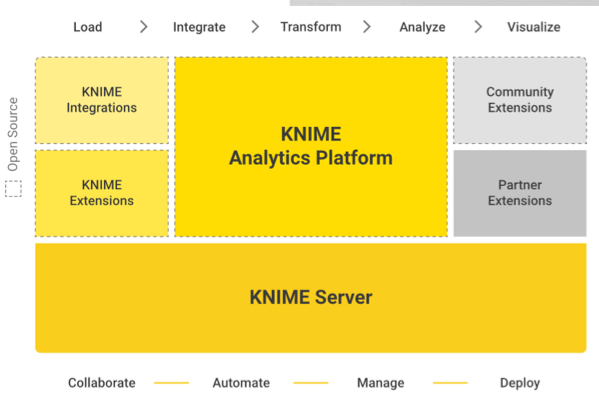 Load
Integrate
Transform
Analyze
Visualize
Open Source
KNIME
Integrations
KNIME
Analytics Platform
Community
Extensions
KNIME
Extensions
Partner
Extensions
KNIME Server
Collaborate
Automate
Manage
Deploy